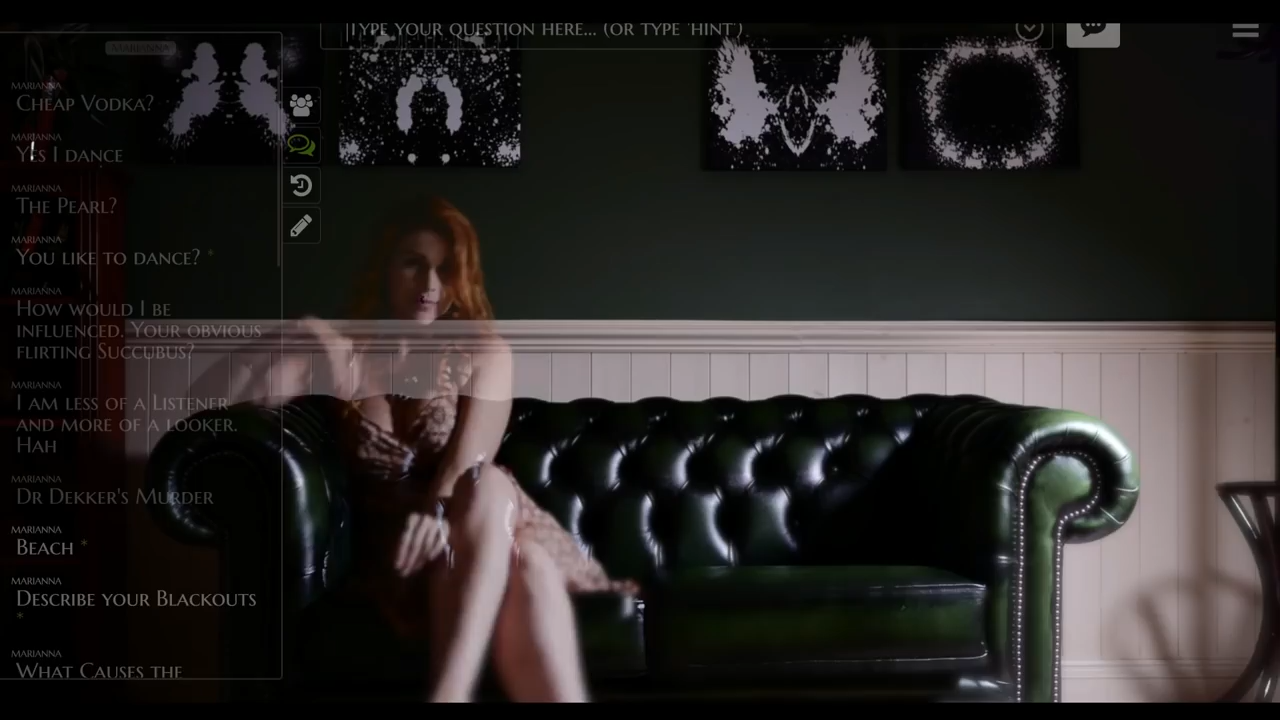 Type your question here... (or type 'hint')
Marianna
Marianna
Cheap Vodka?
Marianna
Yes I dance
Marianna
The Pearl?
Marianna
You like to dance? *
Marianna
How would I be
influenced. Your obvious
flirting Succubus?
Marianna
I am less of a Listener
and more of a looker.
Hah
Marianna
Dr Dekker's Murder
Marianna
Beach *
Marianna
Describe your Blackouts
*
Marianna
What Causes the